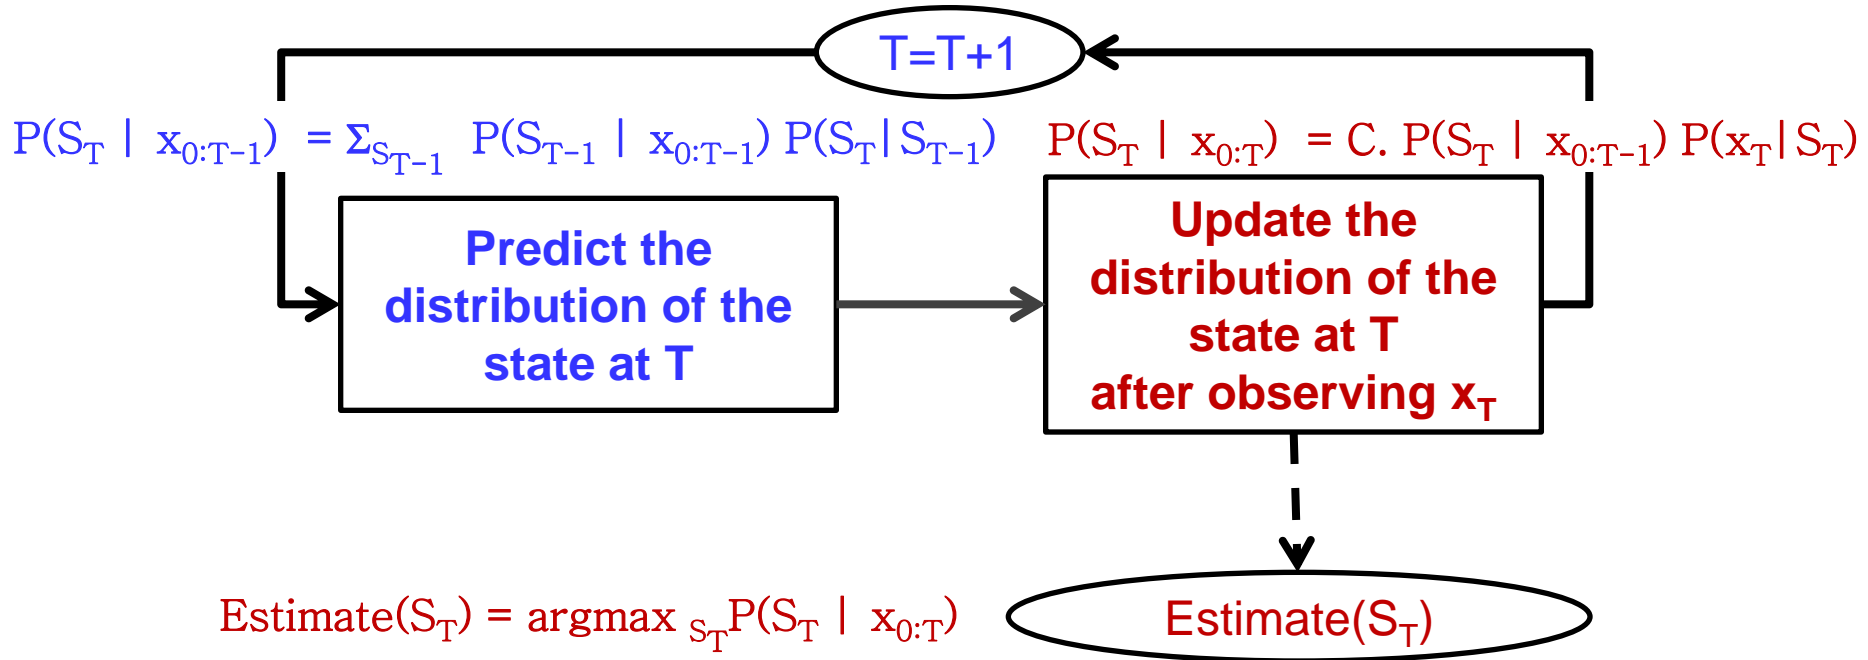 T=T+1
P(S_T | x_{0:T-1}) = Σ_{S_{T-1}} P(S_{T-1} | x_{0:T-1}) P(S_T|S_{T-1})
P(S_T | x_{0:T}) = C. P(S_T | x_{0:T-1}) P(x_T|S_T)
Predict the
distribution of the
state at T
Update the
distribution of the
state at T
after observing x_T
Estimate(S_T) = argmax _{S_T}P(S_T | x_{0:T})
Estimate(S_T)